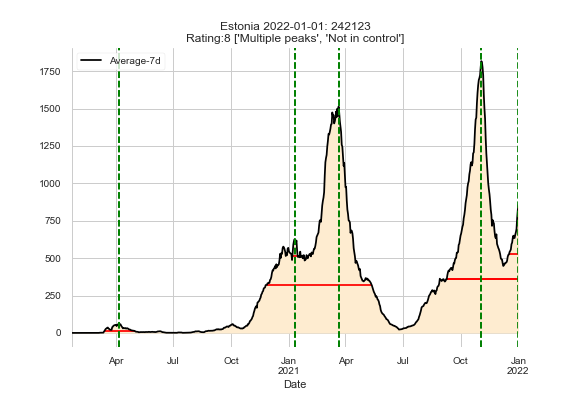 Estonia 2022-01-01: 242123
Rating:8 ['Multiple peaks', 'Not in control']
Average-7d
1750
1500
1250
1000
750
500
250
0
Apr Jul Oct Jan Apr Jul Oct Jan
2021 2022
Date